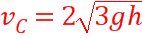 v_C = 2√3gh